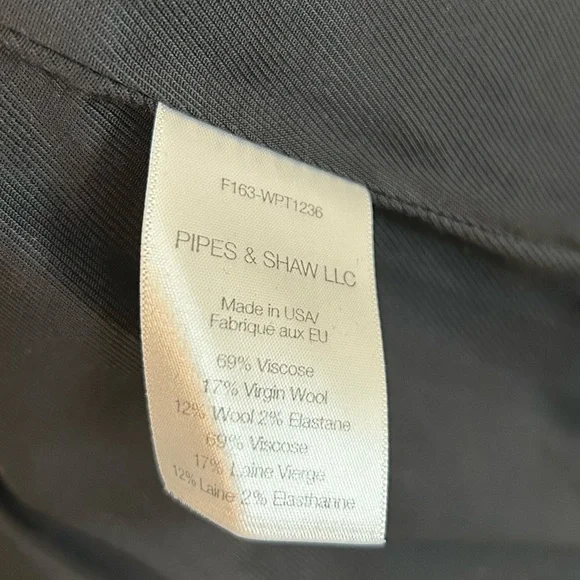 F163-WPT1236
PIPES & SHAW LLC
Made in USA/
Fabriqué aux EU
69% Viscose
17% Virgin Wool
12% Wool 2% Elastane
69% Viscose
17% Laine Vierge
12% Laine 2% Elasthanne